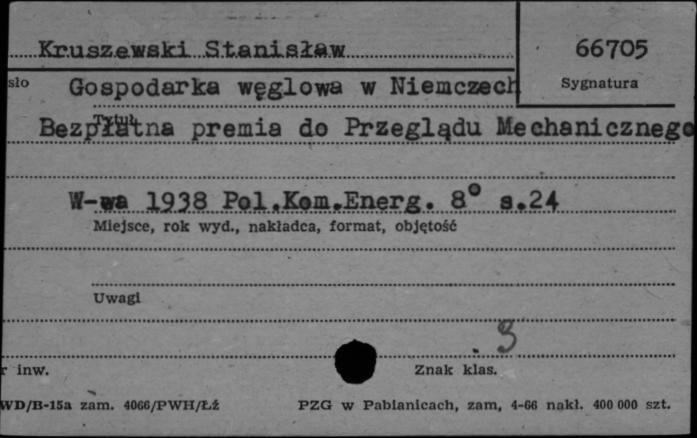 Kruszewski Stanisław 66705
sło Gospodarka węglowa w Niemczech Sygnatura
Tytuł
Bezpłatna premia do Przeglądu Mechanicznego
W-wa 1938 Pol.Kom.Energ. 8° s.24
Miejsce, rok wyd., nakładca, format, objętość
Uwagi
3
r inw. Znak klas.
WD/B-15a zam. 4066/PWH/Łź PZG w Pabianicach, zam, 4-66 nakł. 400 000 szt.